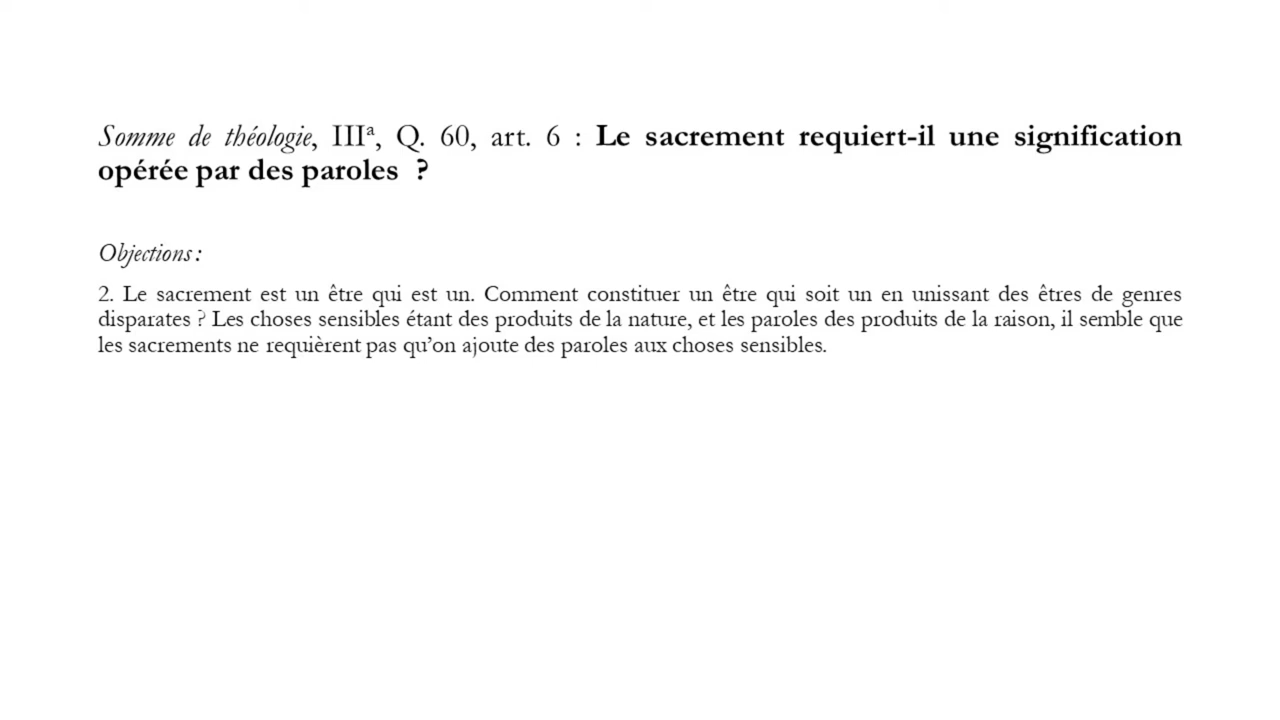 Somme de théologie, IIIª, Q. 60, art. 6 : Le sacrement requiert-il une signification
opérée par des paroles ?
Objections :
2. Le sacrement est un être qui est un. Comment constituer un être qui soit un en unissant des êtres de genres
disparates ? Les choses sensibles étant des produits de la nature, et les paroles des produits de la raison, il semble que
les sacrements ne requièrent pas qu’on ajoute des paroles aux choses sensibles.